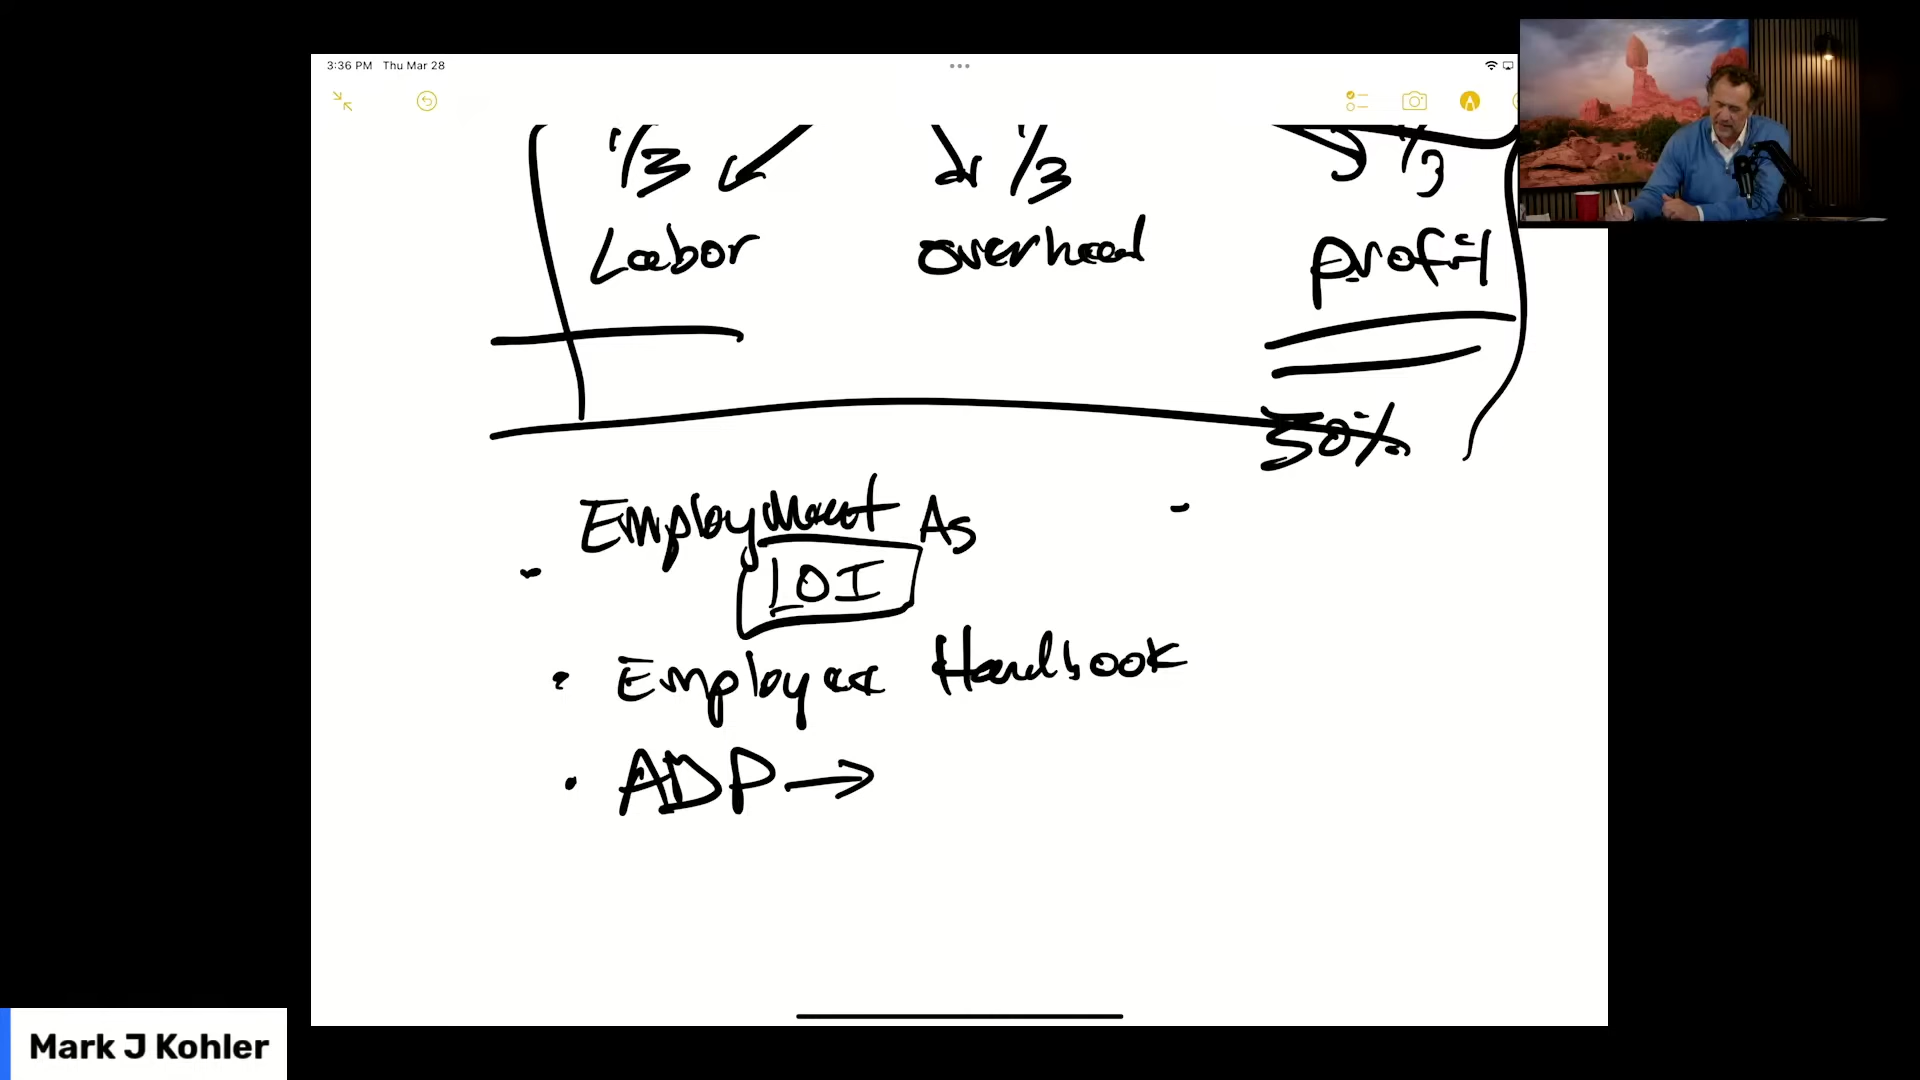 3:36 PM Thu Mar 28
1/3 1/3 1/3
Labor overhead profit
50%
Employment As
LOI
Employee Handbook
ADP →
Mark J Kohler